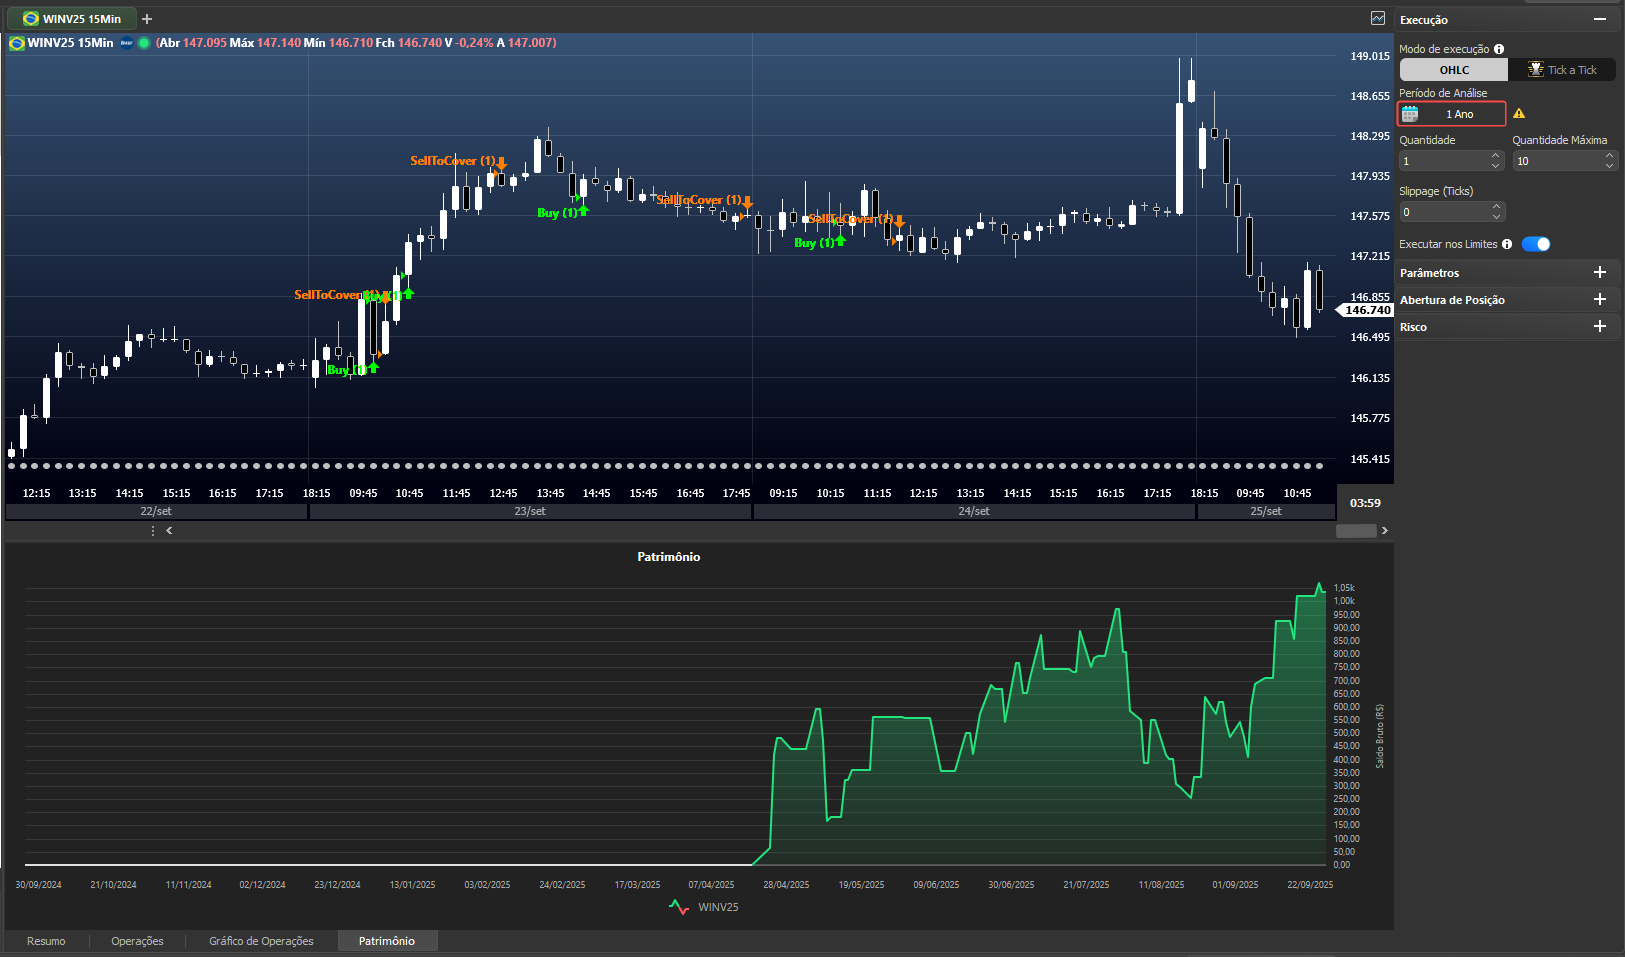 WINV25 15Min +
WINV25 15Min (Abr 147.095 Máx 147.140 Mín 146.710 Fch 146.740 V -0,24% A 147.007)
149.015
148.655
148.295
147.935
147.575
147.215
146.855
146.740
146.495
146.135
145.775
145.415
SellToCover (1)
Buy (1)
SellToCover (1)
SellToCover (1)
Buy (1)
SellToCover (1)
Buy (1)
Buy (1)
12:15 13:15 14:15 15:15 16:15 17:15 18:15 09:45 10:45 11:45 12:45 13:45 14:45 15:45 16:45 17:45 09:15 10:15 11:15 12:15 13:15 14:15 15:15 16:15 17:15 18:15 09:45 10:45
03:59
22/set 23/set 24/set 25/set
Patrimônio
1,05k
1,00k
950,00
900,00
850,00
800,00
750,00
700,00
650,00
600,00
550,00
500,00
450,00
400,00
350,00
300,00
250,00
200,00
150,00
100,00
50,00
0,00
Saldo Bruto (R$)
30/09/2024 21/10/2024 11/11/2024 02/12/2024 23/12/2024 13/01/2025 03/02/2025 24/02/2025 17/03/2025 07/04/2025 28/04/2025 19/05/2025 09/06/2025 30/06/2025 21/07/2025 11/08/2025 01/09/2025 22/09/2025
WINV25
Resumo Operações Gráfico de Operações Patrimônio
Execução
Modo de execução
OHLC Tick a Tick
Período de Análise
1 Ano
Quantidade Quantidade Máxima
1 10
Slippage (Ticks)
0
Executar nos Limites
Parâmetros
Abertura de Posição
Risco